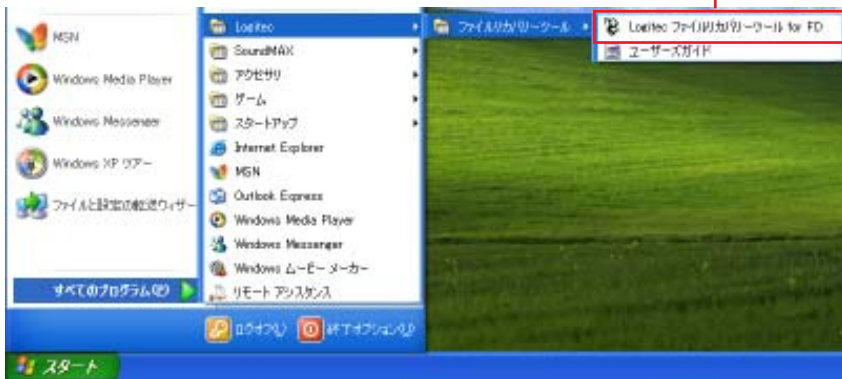 MSN
Windows Media Player
Windows Messenger
Windows XP ツアー
ファイルと設定の転送ウィザー
すべてのプログラム(P)
Logitec
SoundMAX
アクセサリ
ゲーム
スタートアップ
Internet Explorer
MSN
Outlook Express
Windows Media Player
Windows Messenger
Windows ムービー メーカー
リモート アシスタンス
ファイルリカバリーツール
Logitec ファイルリカバリーツール for FD
ユーザーズガイド
ログオフ(L)
終了オプション(U)
スタート